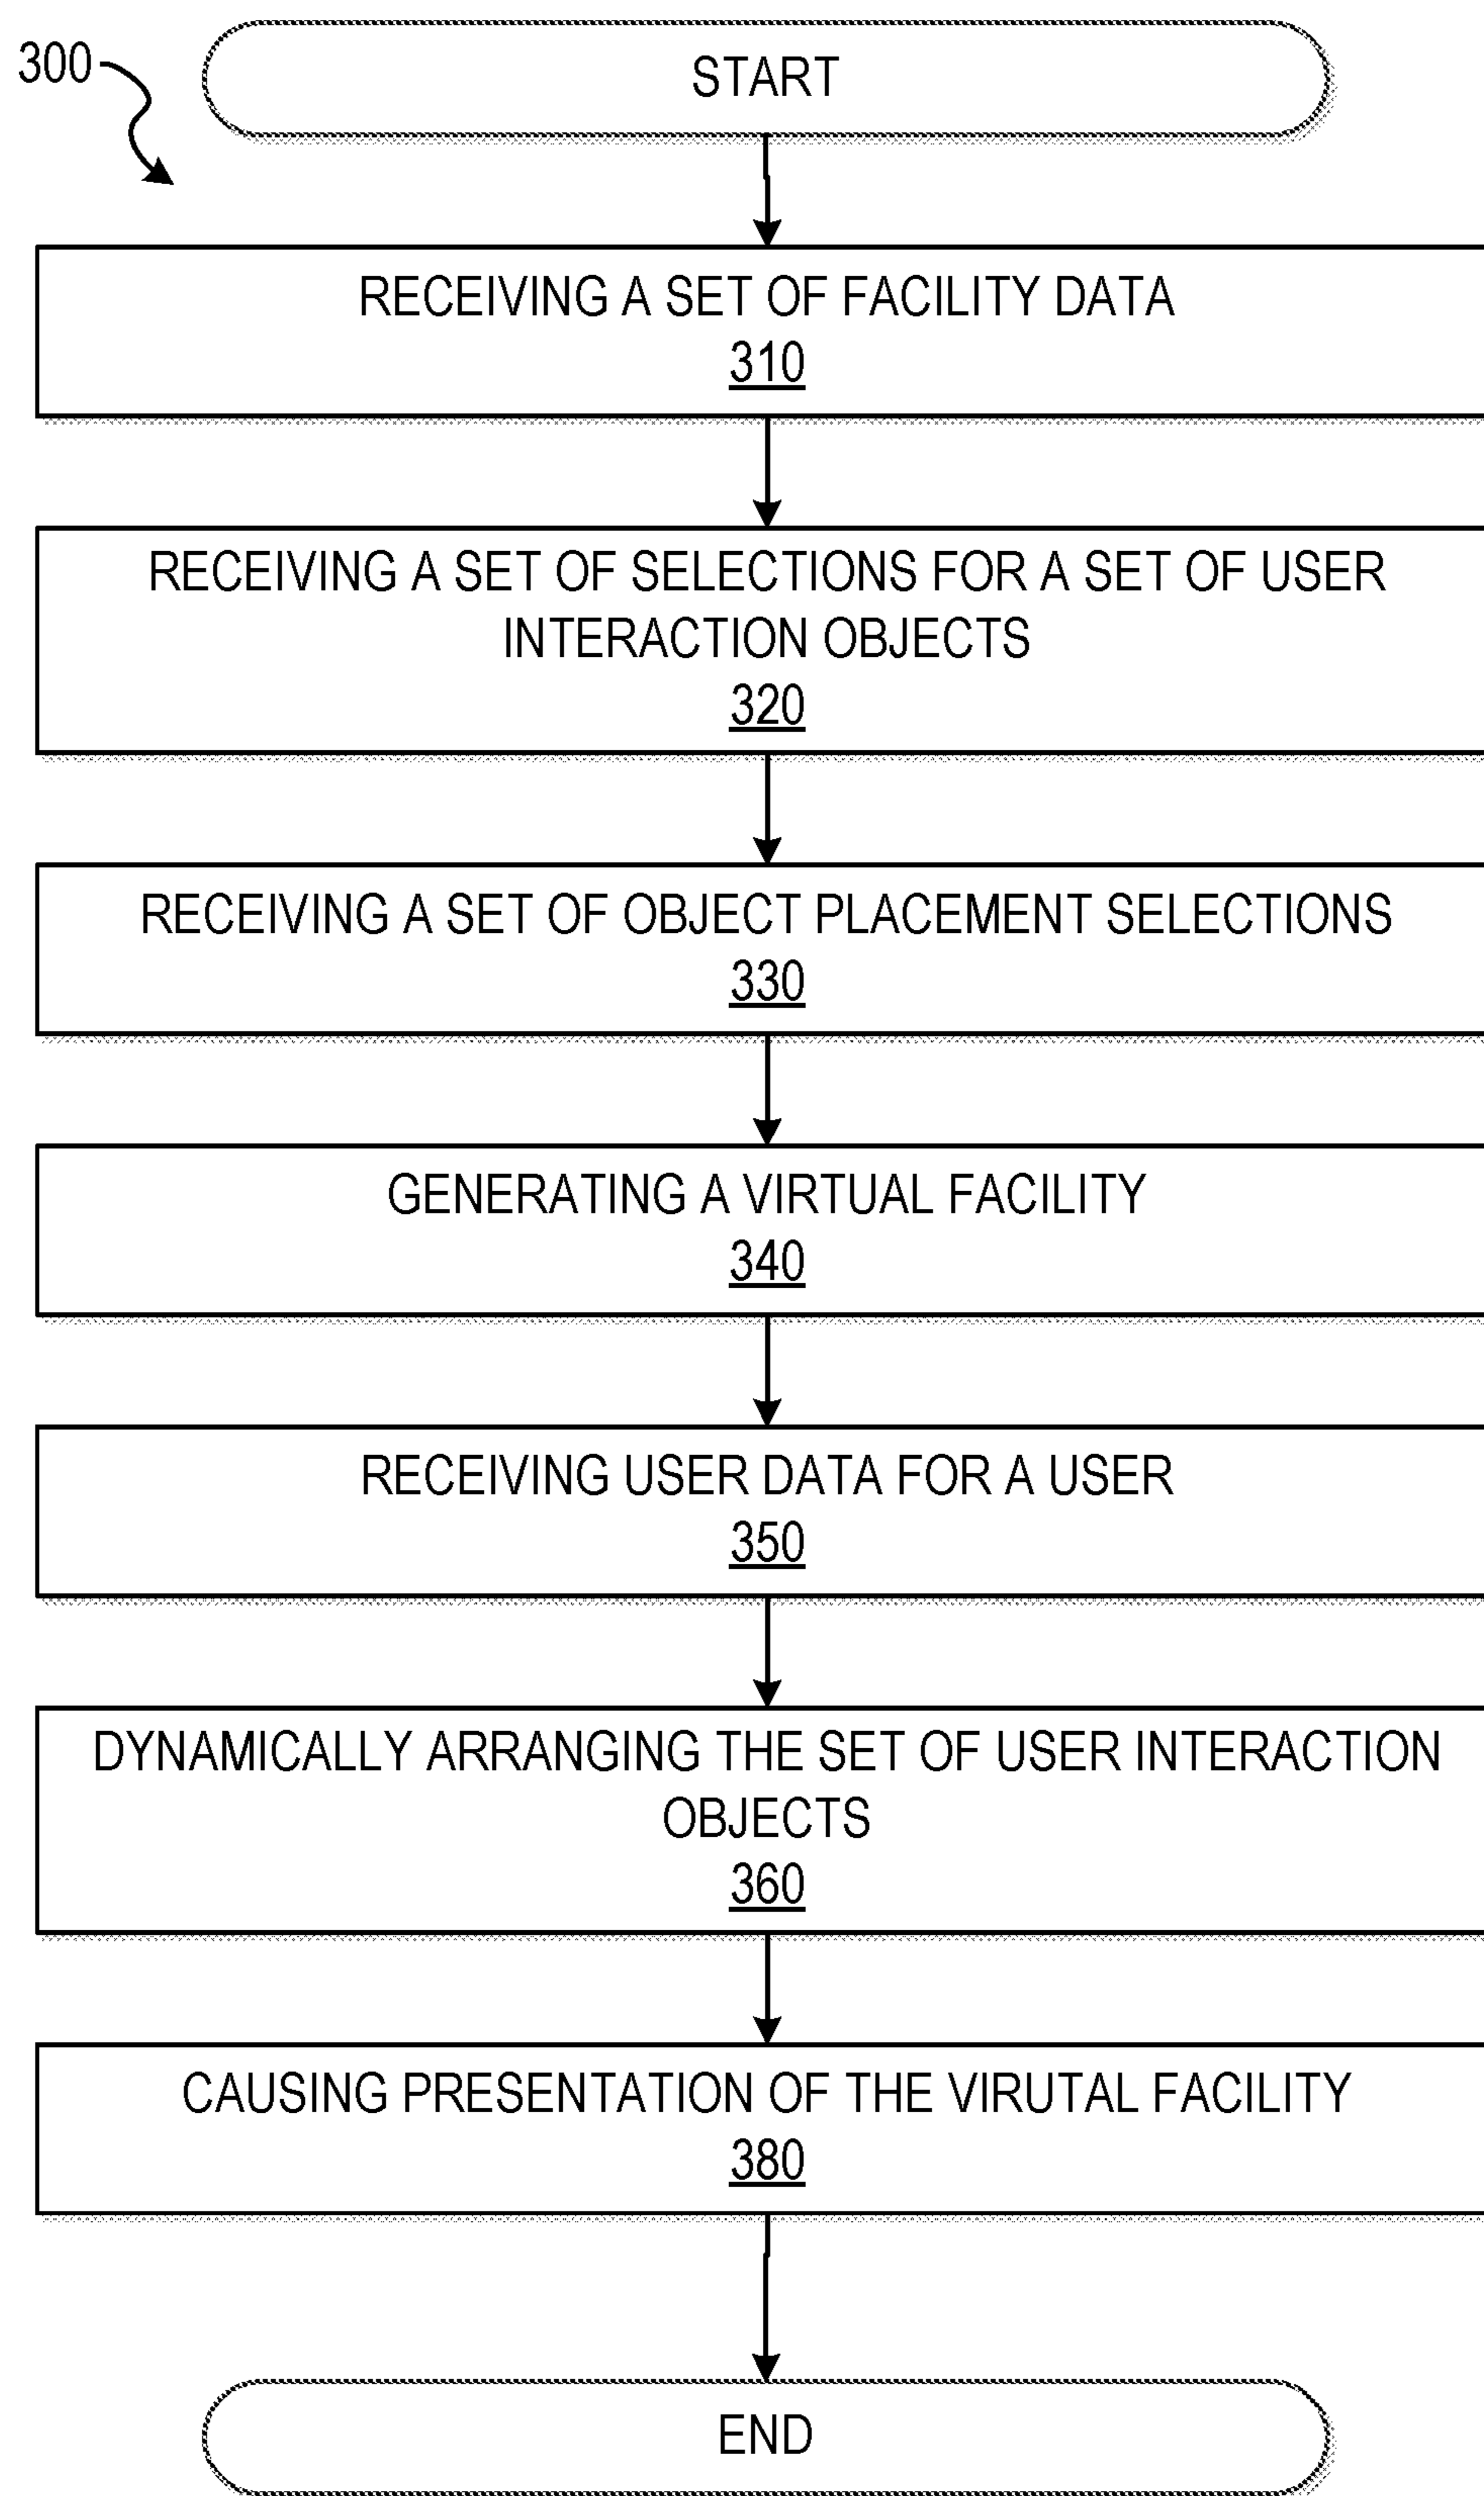 300
START
RECEIVING A SET OF FACILITY DATA
310
RECEIVING A SET OF SELECTIONS FOR A SET OF USER
INTERACTION OBJECTS
320
RECEIVING A SET OF OBJECT PLACEMENT SELECTIONS
330
GENERATING A VIRTUAL FACILITY
340
RECEIVING USER DATA FOR A USER
350
DYNAMICALLY ARRANGING THE SET OF USER INTERACTION
OBJECTS
360
CAUSING PRESENTATION OF THE VIRUTAL FACILITY
380
END